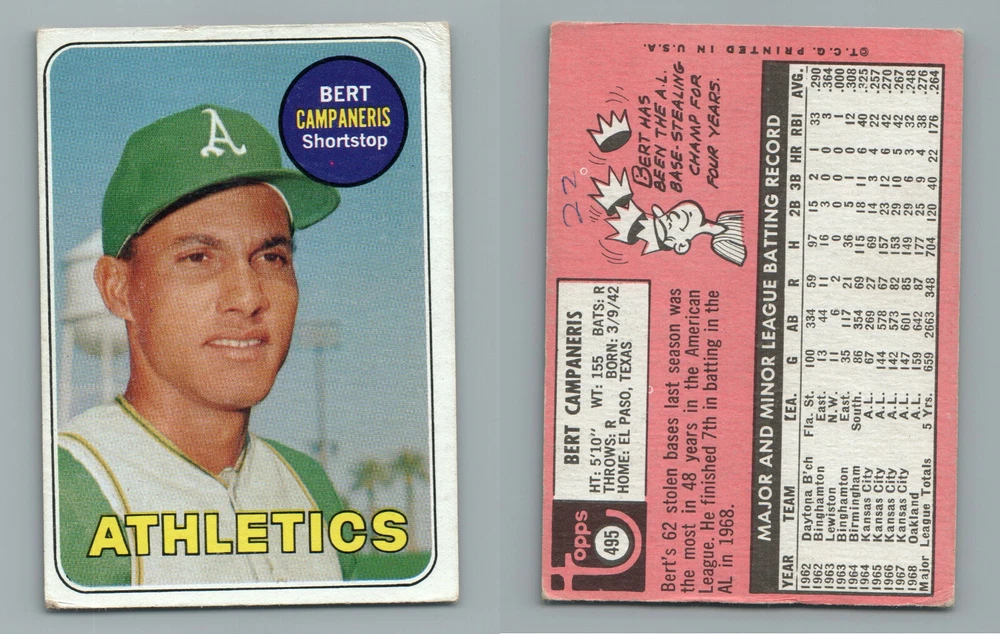 BERT
CAMPANERIS
Shortstop
A
ATHLETICS
Topps
495
BERT CAMPANERIS
HT: 5'10" WT: 155 BATS: R
THROWS: R BORN: 3/9/42
HOME: EL PASO, TEXAS
22
BERT HAS
BEEN THE A.L.
BASE-STEALING
CHAMP FOR
FOUR YEARS.
Bert's 62 stolen bases last season was
the most in 48 years in the American
League. He finished 7th in batting in the
AL in 1968.
MAJOR AND MINOR LEAGUE BATTING RECORD
YEAR TEAM LEA. G AB R H 2B 3B HR RBI AVG.
1962 Daytona B'ch Fla. St. 100 334 59 97 15 2 1 33 .290
1962 Binghamton East. 13 44 11 16 3 0 0 3 .364
1963 Lewiston N.W. 11 6 2 0 0 0 0 1 .000
1963 Binghamton East. 35 117 21 36 5 0 1 12 .308
1964 Birmingham South. 86 354 69 115 18 11 6 40 .325
1964 Kansas City A.L. 67 269 27 69 14 3 4 22 .257
1965 Kansas City A.L. 144 578 67 156 23 12 6 42 .270
1966 Kansas City A.L. 142 573 82 153 29 10 5 42 .267
1967 Kansas City A.L. 147 601 85 149 29 6 3 32 .248
1968 Oakland A.L. 159 642 87 177 25 9 4 38 .276
Major League Totals 5 Yrs. 659 2663 348 704 120 40 22 176 .264
©T.C.G. PRINTED IN U.S.A.